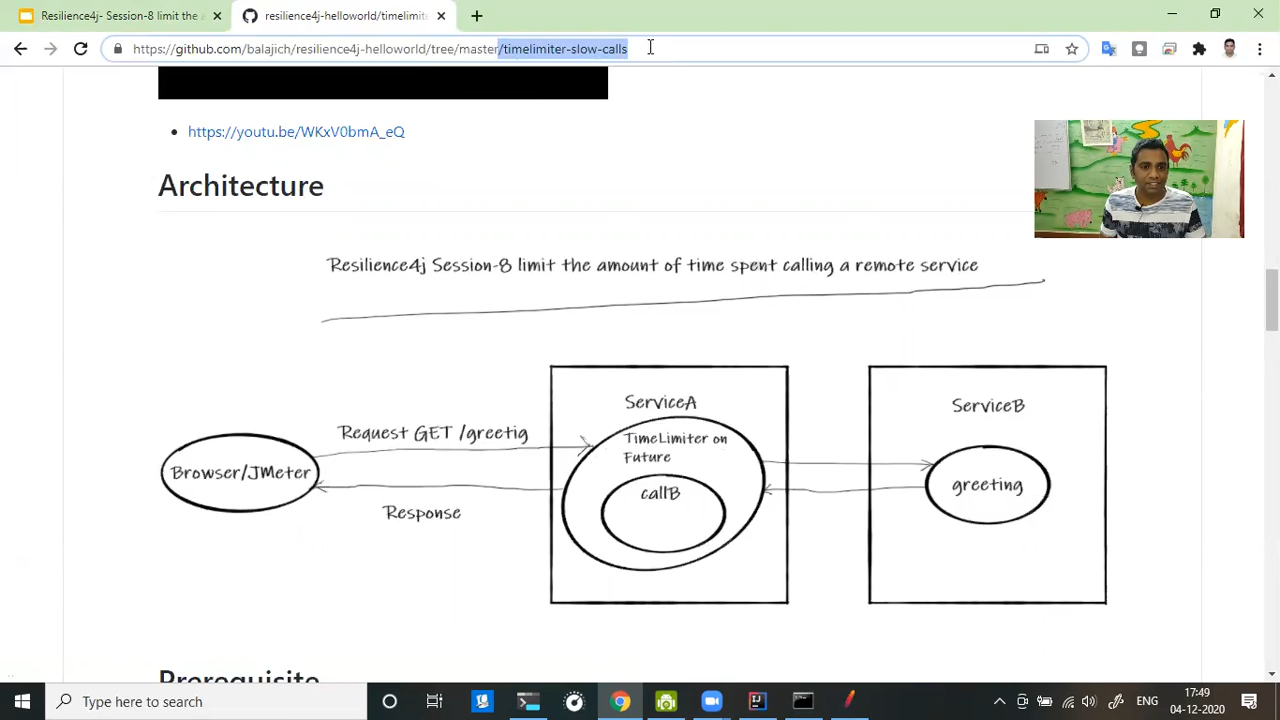 Resilience4j- Session-8 limit the a
resilience4j-helloworld/timelimit
https://github.com/balajich/resilience4j-helloworld/tree/master/timelimiter-slow-calls
https://youtu.be/WKxV0bmA_eQ
Architecture
Resilience4j Session-8 limit the amount of time spent calling a remote service
ServiceA
ServiceB
Request GET /greetig
TimeLimiter on
Future
Browser/JMeter
callB
greeting
Response
Prerequisite
Type here to search
ENG
17:49
04-12-2020